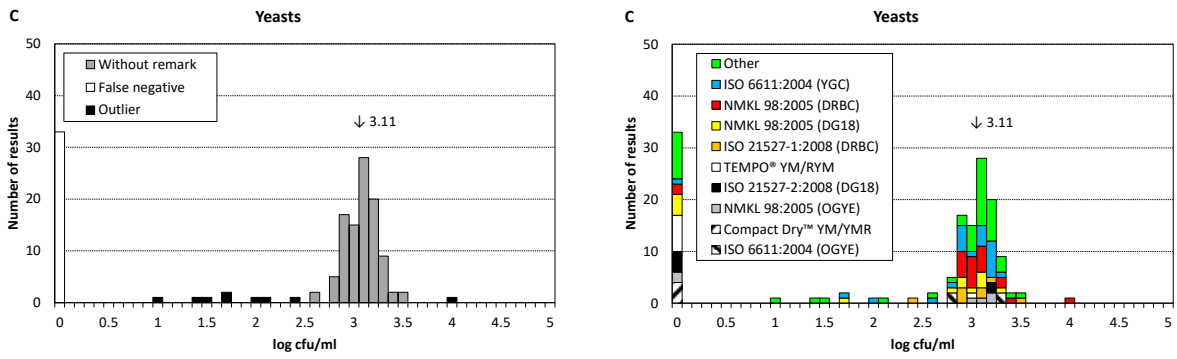 C
Yeasts
50
40
30
20
10
0
Number of results
Without remark
False negative
Outlier
↓ 3.11
0 0.5 1 1.5 2 2.5 3 3.5 4 4.5 5
log cfu/ml
C
Yeasts
50
40
30
20
10
0
Number of results
Other
ISO 6611:2004 (YGC)
NMKL 98:2005 (DRBC)
NMKL 98:2005 (DG18)
ISO 21527-1:2008 (DRBC)
TEMPO® YM/RYM
ISO 21527-2:2008 (DG18)
NMKL 98:2005 (OGYE)
Compact Dry™ YM/YMR
ISO 6611:2004 (OGYE)
↓ 3.11
0 0.5 1 1.5 2 2.5 3 3.5 4 4.5 5
log cfu/ml